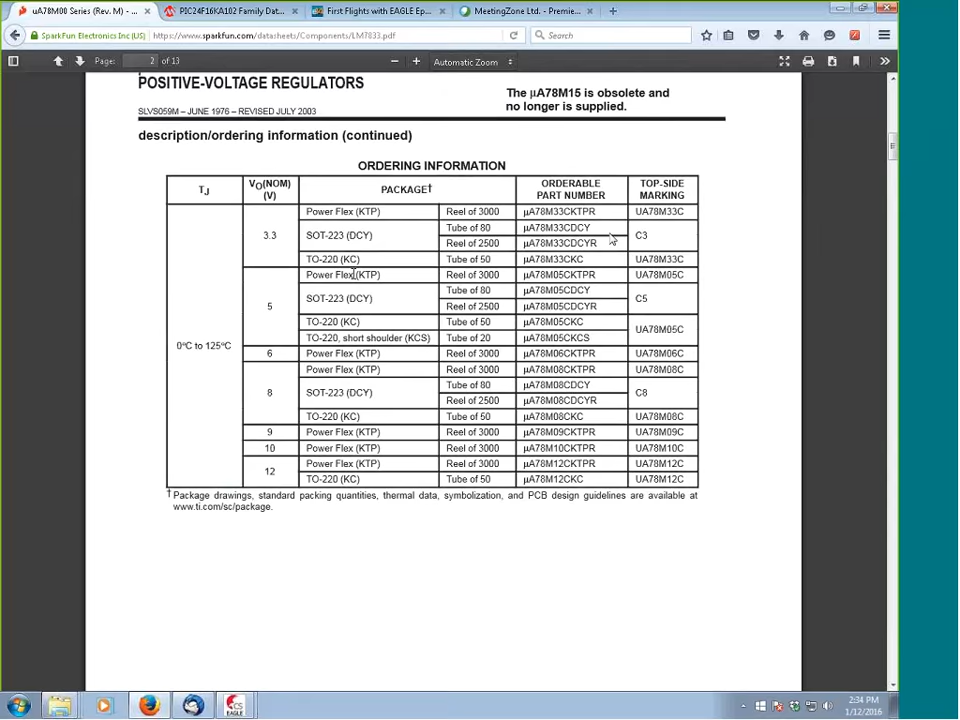 uA78M00 Series (Rev. M) - ...
PIC24F16KA102 Family Dat...
First Flights with EAGLE Ep...
MeetingZone Ltd. - Premie...
SparkFun Electronics Inc (US)
https://www.sparkfun.com/datasheets/Components/LM7833.pdf
Search
Page: 2 of 13
Automatic Zoom
POSITIVE-VOLTAGE REGULATORS
The µA78M15 is obsolete and
no longer is supplied.
SLVS059M – JUNE 1976 – REVISED JULY 2003
description/ordering information (continued)
ORDERING INFORMATION
TJ VO(NOM) (V) PACKAGE† ORDERABLE PART NUMBER TOP-SIDE MARKING
0°C to 125°C
3.3 Power Flex (KTP) Reel of 3000 µA78M33CKTPR UA78M33C
SOT-223 (DCY) Tube of 80 µA78M33CDCY C3
Reel of 2500 µA78M33CDCYR
TO-220 (KC) Tube of 50 µA78M33CKC UA78M33C
5 Power Flex (KTP) Reel of 3000 µA78M05CKTPR UA78M05C
SOT-223 (DCY) Tube of 80 µA78M05CDCY C5
Reel of 2500 µA78M05CDCYR
TO-220 (KC) Tube of 50 µA78M05CKC UA78M05C
TO-220, short shoulder (KCS) Tube of 20 µA78M05CKCS
6 Power Flex (KTP) Reel of 3000 µA78M06CKTPR UA78M06C
8 Power Flex (KTP) Reel of 3000 µA78M08CKTPR UA78M08C
SOT-223 (DCY) Tube of 80 µA78M08CDCY C8
Reel of 2500 µA78M08CDCYR
TO-220 (KC) Tube of 50 µA78M08CKC UA78M08C
9 Power Flex (KTP) Reel of 3000 µA78M09CKTPR UA78M09C
10 Power Flex (KTP) Reel of 3000 µA78M10CKTPR UA78M10C
12 Power Flex (KTP) Reel of 3000 µA78M12CKTPR UA78M12C
TO-220 (KC) Tube of 50 µA78M12CKC UA78M12C
† Package drawings, standard packing quantities, thermal data, symbolization, and PCB design guidelines are available at
www.ti.com/sc/package.
CS
EAGLE
2:34 PM
1/12/2016